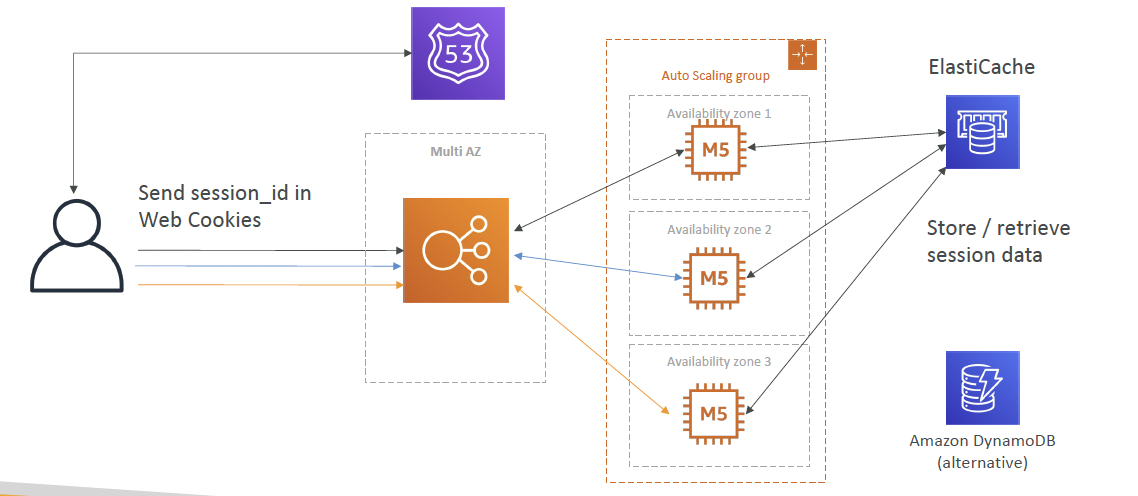 53
ElastiCache
Auto Scaling group
Availability zone 1
M5
Multi AZ
Send session_id in
Web Cookies
Availability zone 2
M5
Store / retrieve
session data
Availability zone 3
M5
Amazon DynamoDB
(alternative)